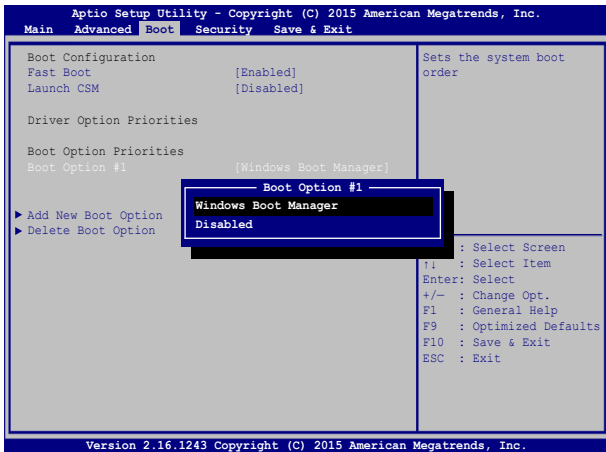 Aptio Setup Utility - Copyright (C) 2015 American Megatrends, Inc.
Main Advanced Boot Security Save & Exit
Boot Configuration
Fast Boot [Enabled]
Launch CSM [Disabled]
Driver Option Priorities
Boot Option Priorities
Boot Option #1 [Windows Boot Manager]
Add New Boot Option
Delete Boot Option
Boot Option #1
Windows Boot Manager
Disabled
Sets the system boot
order
: Select Screen
↑↓ : Select Item
Enter: Select
+/— : Change Opt.
F1 : General Help
F9 : Optimized Defaults
F10 : Save & Exit
ESC : Exit
Version 2.16.1243 Copyright (C) 2015 American Megatrends, Inc.